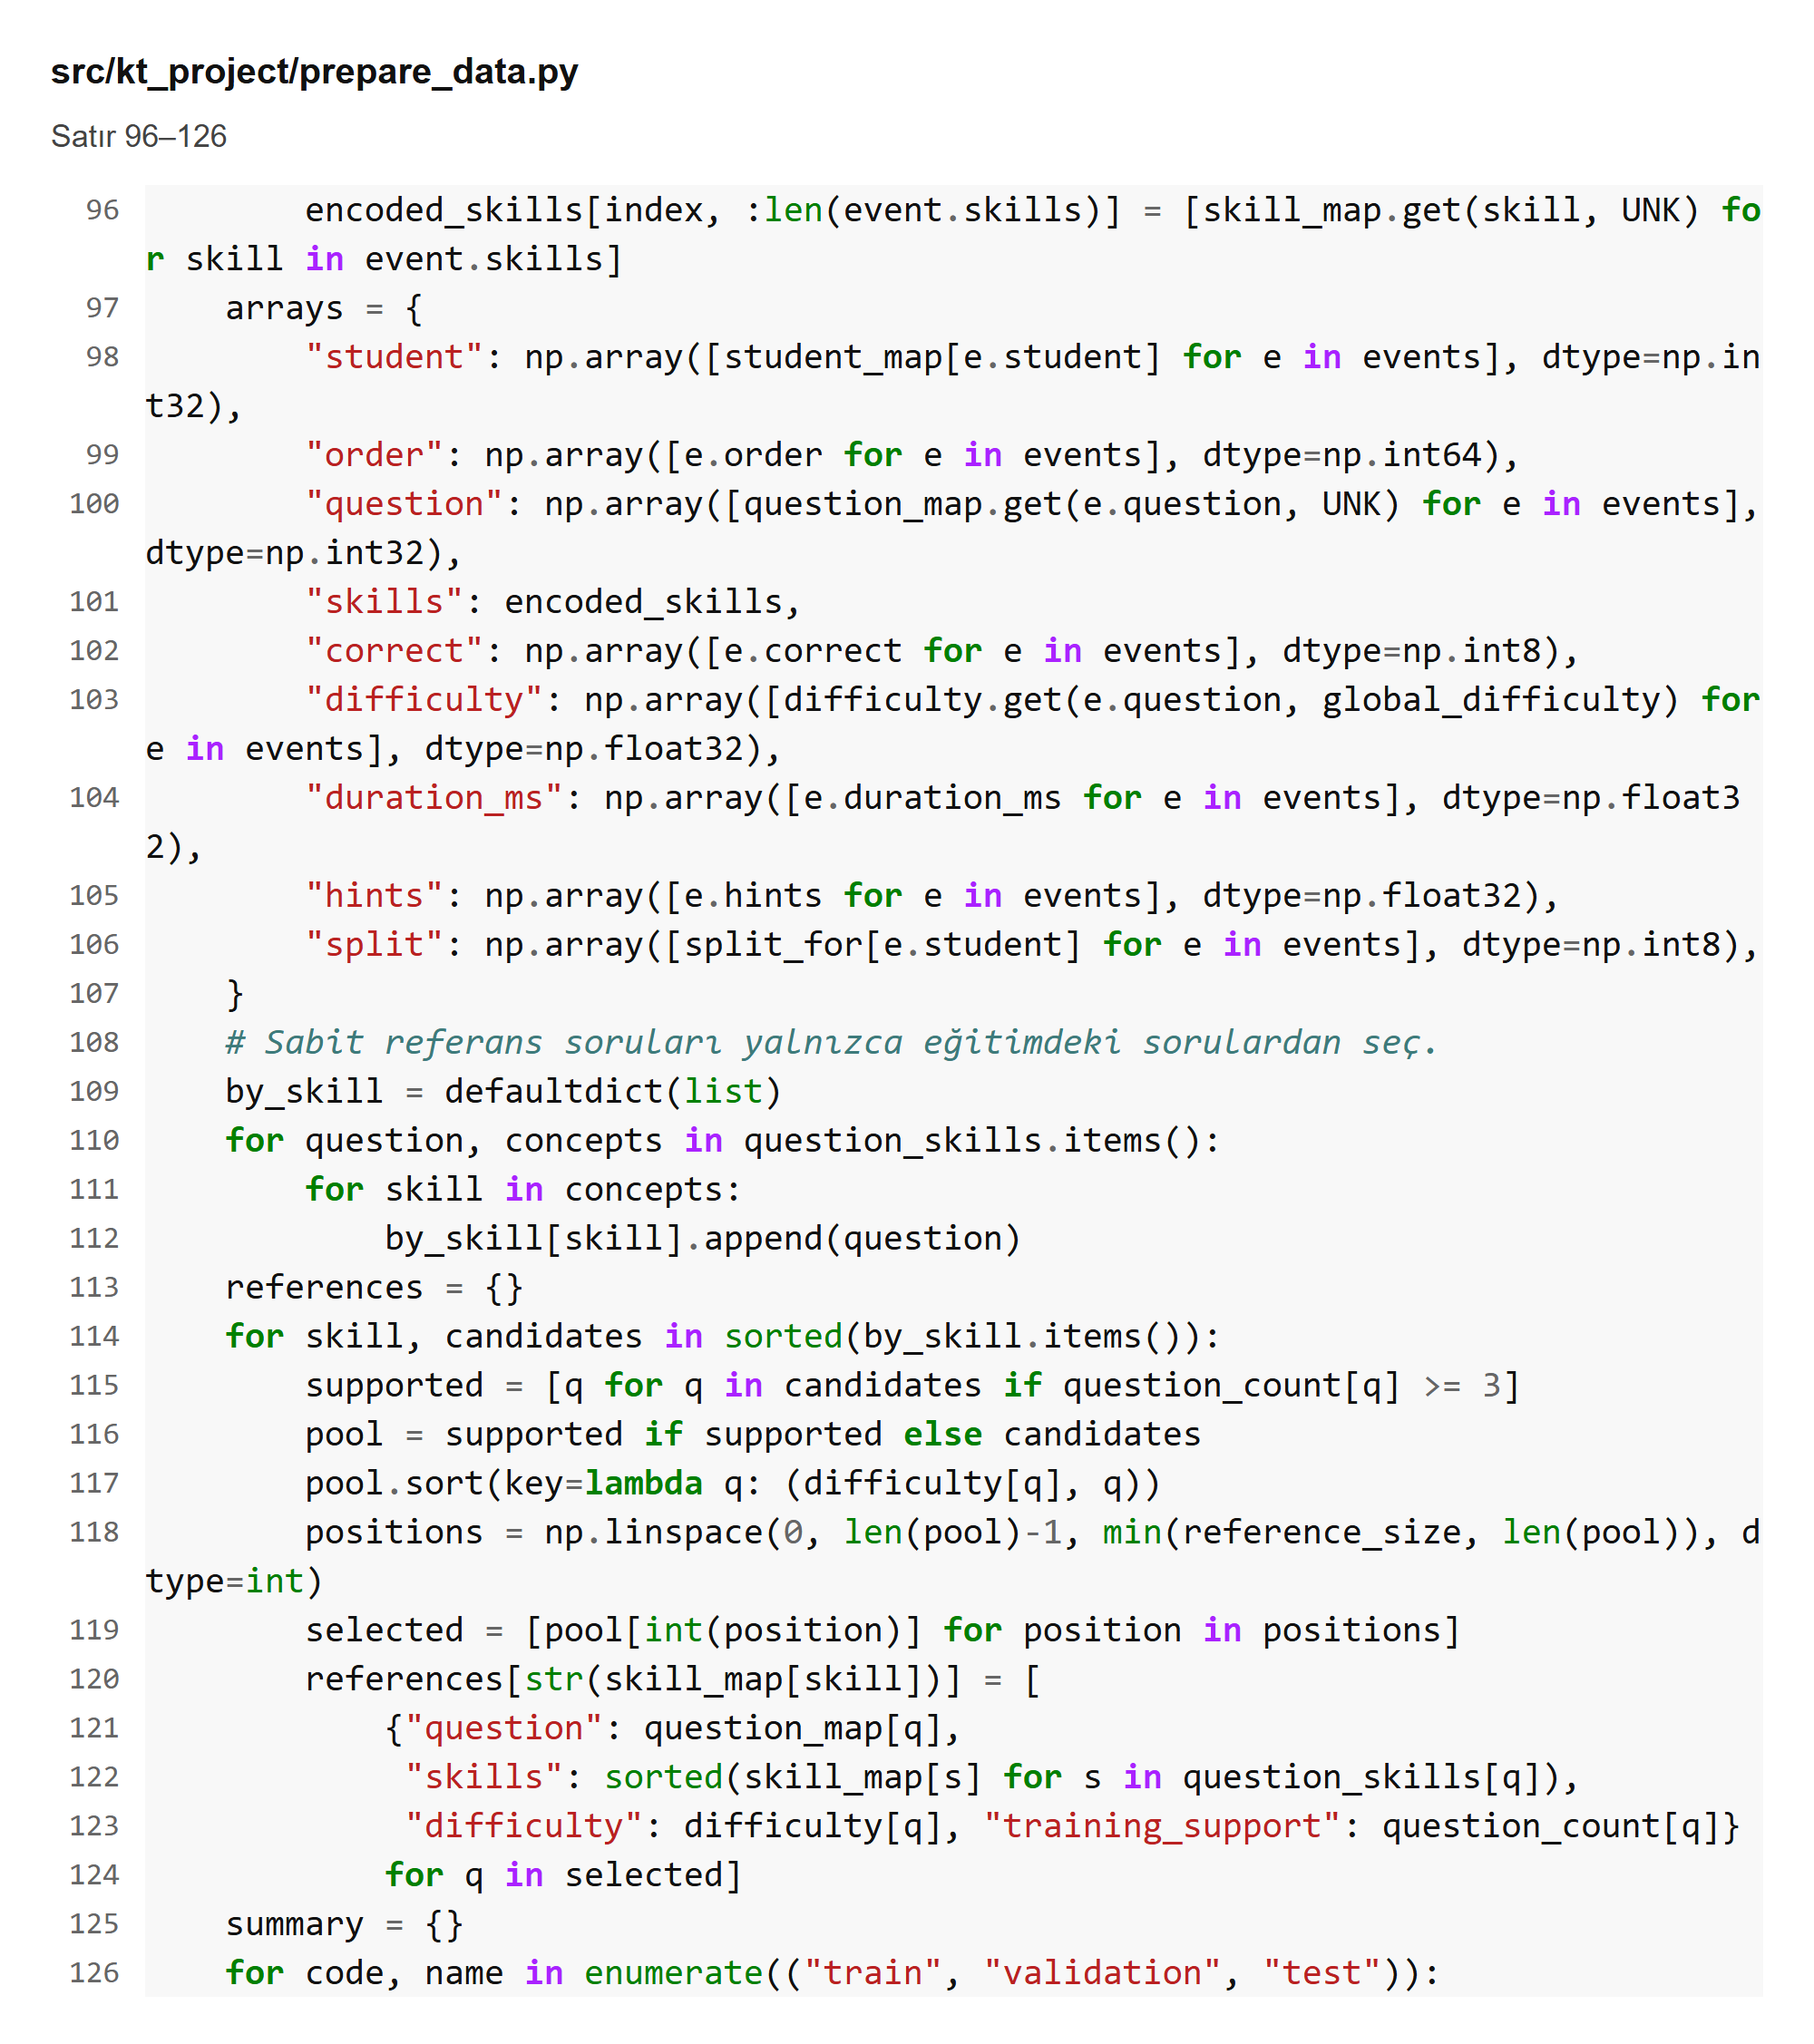 src/kt_project/prepare_data.py
Satır 96–126
96         encoded_skills[index, :len(event.skills)] = [skill_map.get(skill, UNK) fo
r skill in event.skills]
97     arrays = {
98         "student": np.array([student_map[e.student] for e in events], dtype=np.in
t32),
99         "order": np.array([e.order for e in events], dtype=np.int64),
100         "question": np.array([question_map.get(e.question, UNK) for e in events],
dtype=np.int32),
101         "skills": encoded_skills,
102         "correct": np.array([e.correct for e in events], dtype=np.int8),
103         "difficulty": np.array([difficulty.get(e.question, global_difficulty) for
e in events], dtype=np.float32),
104         "duration_ms": np.array([e.duration_ms for e in events], dtype=np.float3
2),
105         "hints": np.array([e.hints for e in events], dtype=np.float32),
106         "split": np.array([split_for[e.student] for e in events], dtype=np.int8),
107     }
108     # Sabit referans soruları yalnızca eğitimdeki sorulardan seç.
109     by_skill = defaultdict(list)
110     for question, concepts in question_skills.items():
111         for skill in concepts:
112             by_skill[skill].append(question)
113     references = {}
114     for skill, candidates in sorted(by_skill.items()):
115         supported = [q for q in candidates if question_count[q] >= 3]
116         pool = supported if supported else candidates
117         pool.sort(key=lambda q: (difficulty[q], q))
118         positions = np.linspace(0, len(pool)-1, min(reference_size, len(pool)), d
type=int)
119         selected = [pool[int(position)] for position in positions]
120         references[str(skill_map[skill])] = [
121             {"question": question_map[q],
122              "skills": sorted(skill_map[s] for s in question_skills[q]),
123              "difficulty": difficulty[q], "training_support": question_count[q]}
124             for q in selected]
125     summary = {}
126     for code, name in enumerate(("train", "validation", "test")):